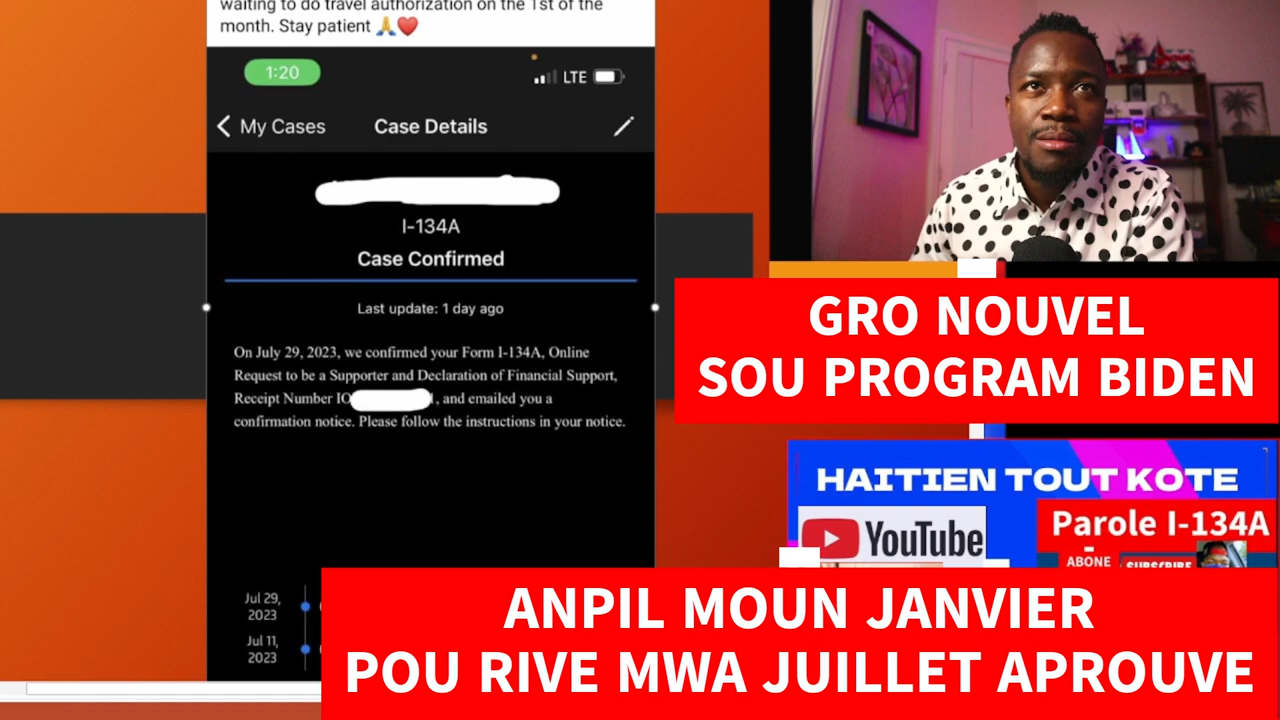 waiting to do travel authorization on the 1st of the
month. Stay patient 🙏❤️
1:20
LTE
My Cases
Case Details
I-134A
Case Confirmed
Last update: 1 day ago
On July 29, 2023, we confirmed your Form I-134A, Online
Request to be a Supporter and Declaration of Financial Support,
Receipt Number IO
, and emailed you a
confirmation notice. Please follow the instructions in your notice.
Jul 29,
2023
Jul 11,
2023
GRO NOUVEL
SOU PROGRAM BIDEN
HAITIEN TOUT KOTE
YouTube
Parole I-134A
ABONE
SUBSCRIBE
ANPIL MOUN JANVIER
POU RIVE MWA JUILLET APROUVE